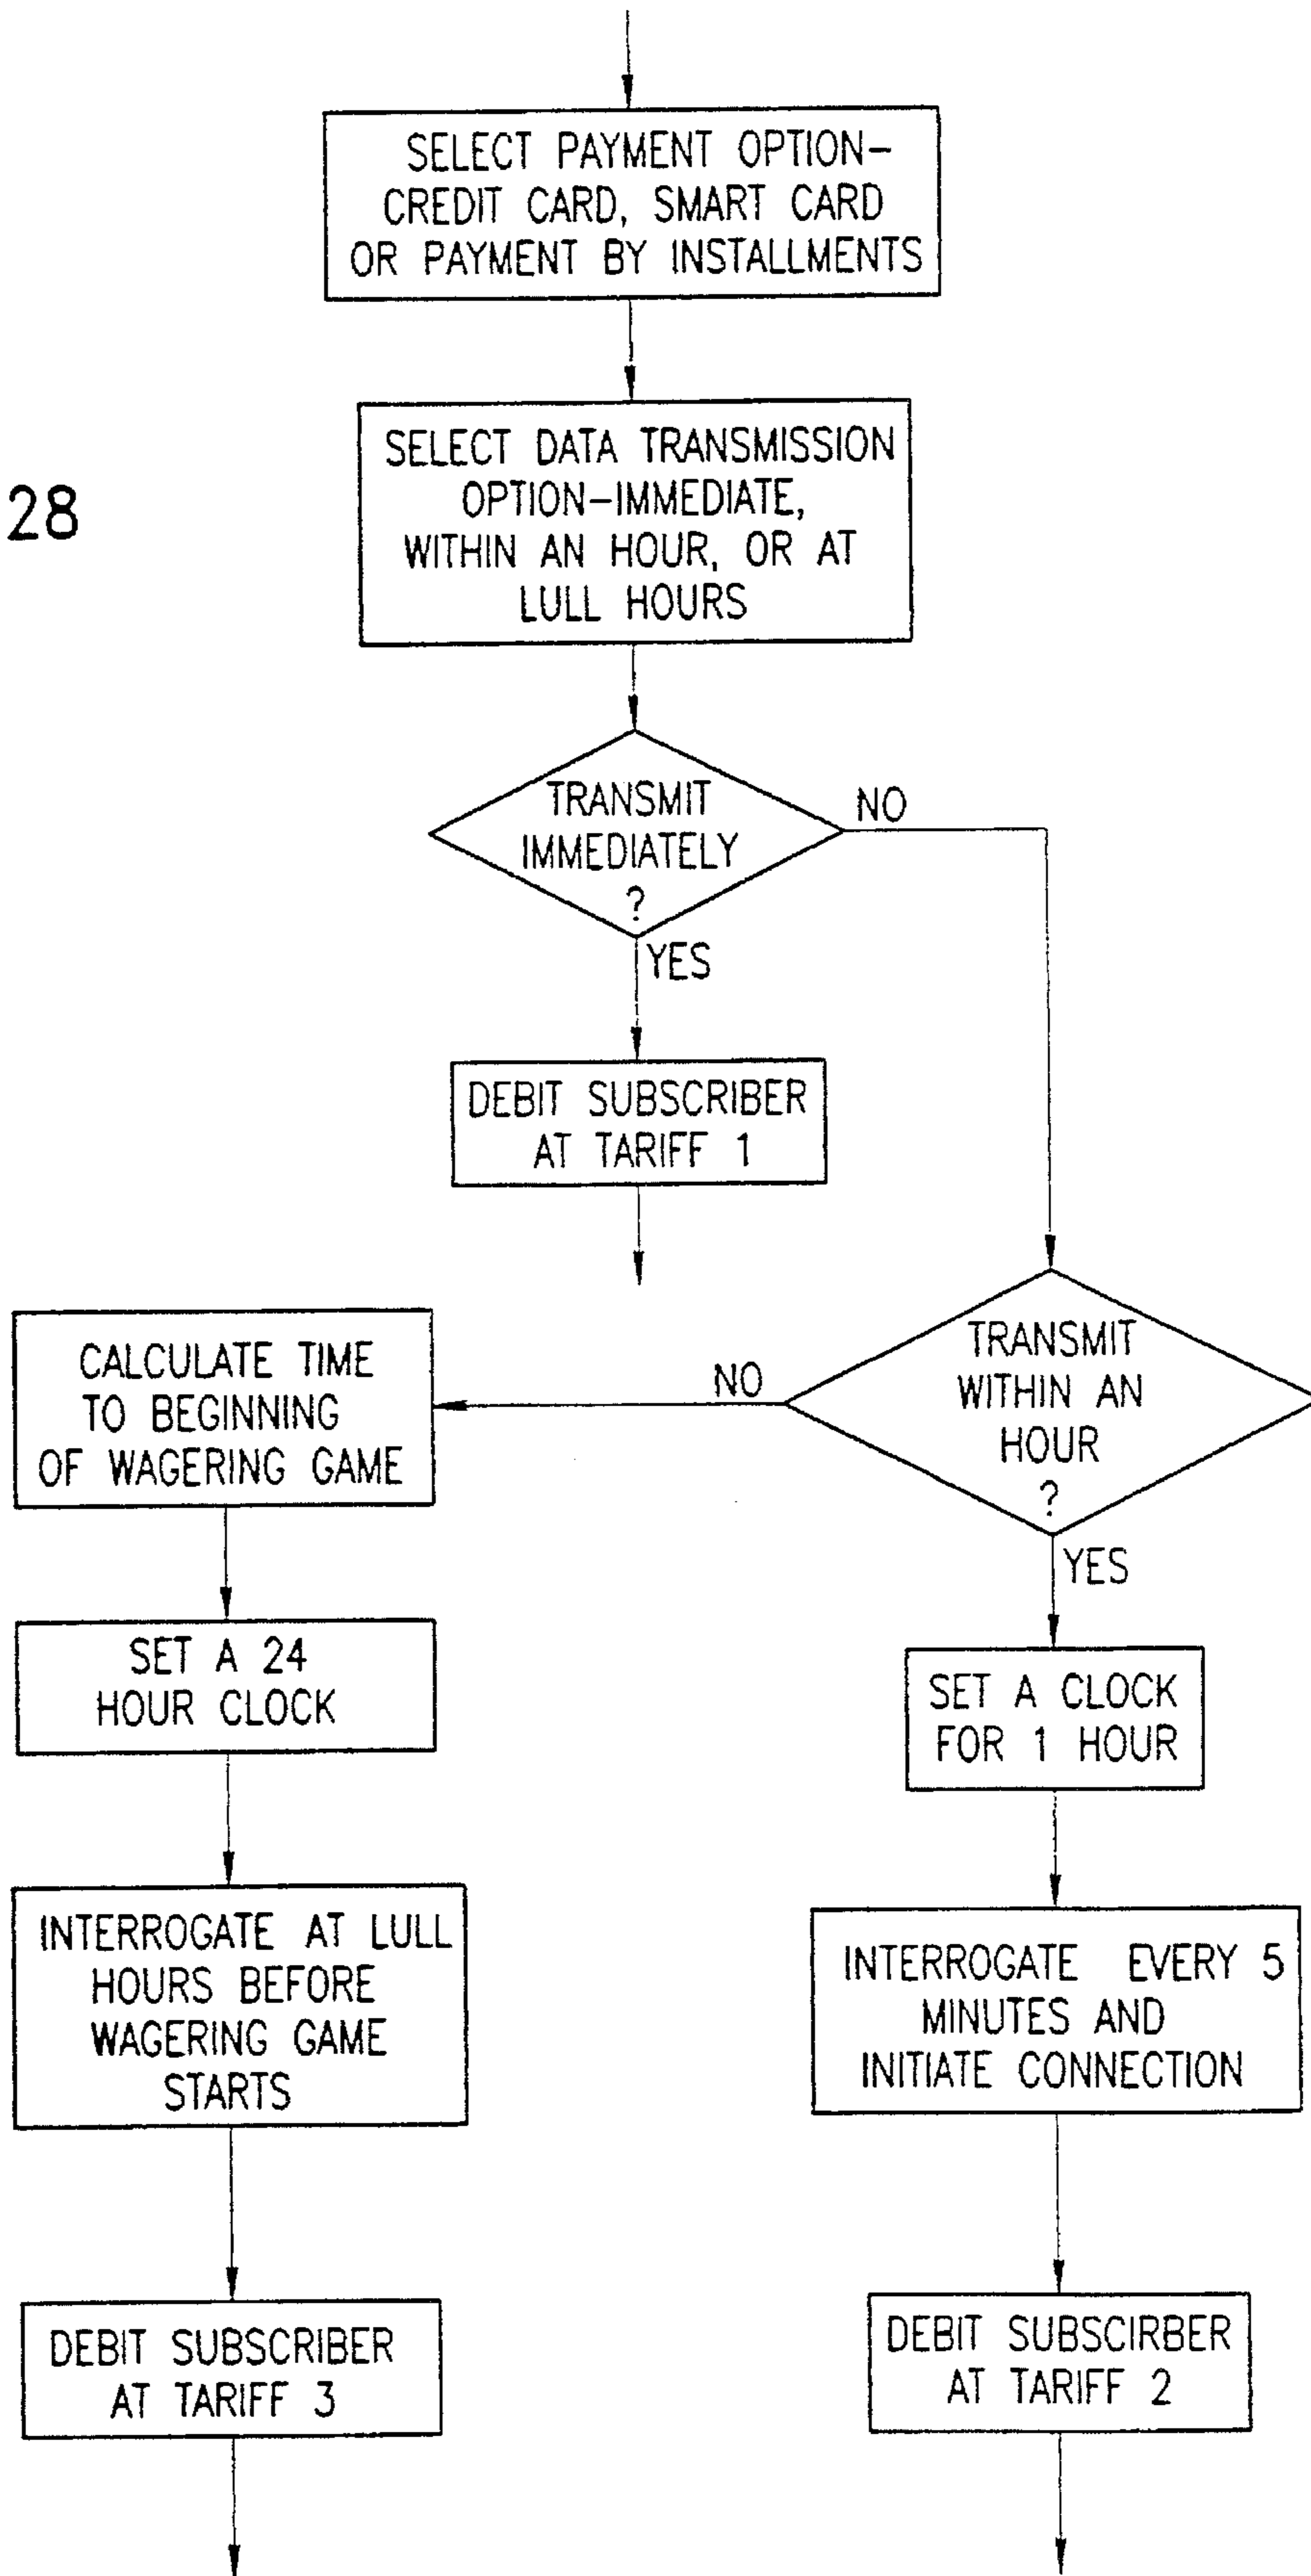 SELECT PAYMENT OPTION-
CREDIT CARD, SMART CARD
OR PAYMENT BY INSTALLMENTS
28
SELECT DATA TRANSMISSION
OPTION-IMMEDIATE,
WITHIN AN HOUR, OR AT
LULL HOURS
TRANSMIT
IMMEDIATELY
?
NO
YES
DEBIT SUBSCRIBER
AT TARIFF 1
TRANSMIT
WITHIN AN
HOUR
?
NO
YES
CALCULATE TIME
TO BEGINNING
OF WAGERING GAME
SET A 24
HOUR CLOCK
INTERROGATE AT LULL
HOURS BEFORE
WAGERING GAME
STARTS
DEBIT SUBSCRIBER
AT TARIFF 3
SET A CLOCK
FOR 1 HOUR
INTERROGATE EVERY 5
MINUTES AND
INITIATE CONNECTION
DEBIT SUBSCIRBER
AT TARIFF 2